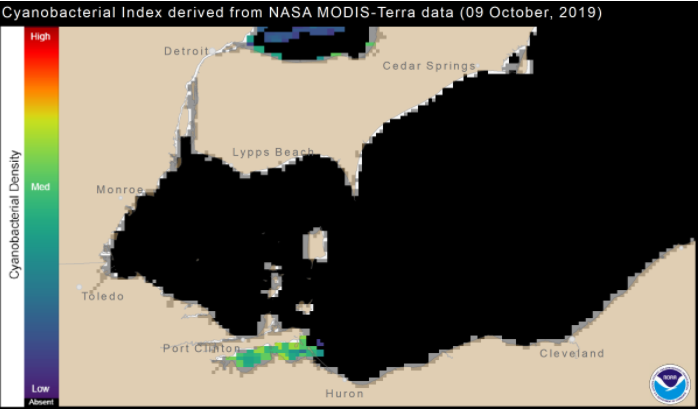 Cyanobacterial Index derived from NASA MODIS-Terra data (09 October, 2019)
High
Detroit
Cedar Springs
Lypps Beach
Med
Monroe
Cyanobacterial Density
Toledo
Port Clinton
Cleveland
Low
Huron
Absent
NOAA